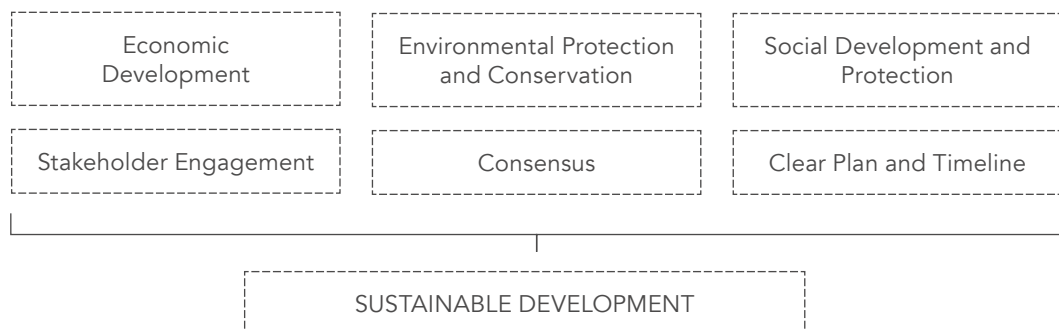 Economic
Development
Environmental Protection
and Conservation
Social Development and
Protection
Stakeholder Engagement
Consensus
Clear Plan and Timeline
SUSTAINABLE DEVELOPMENT